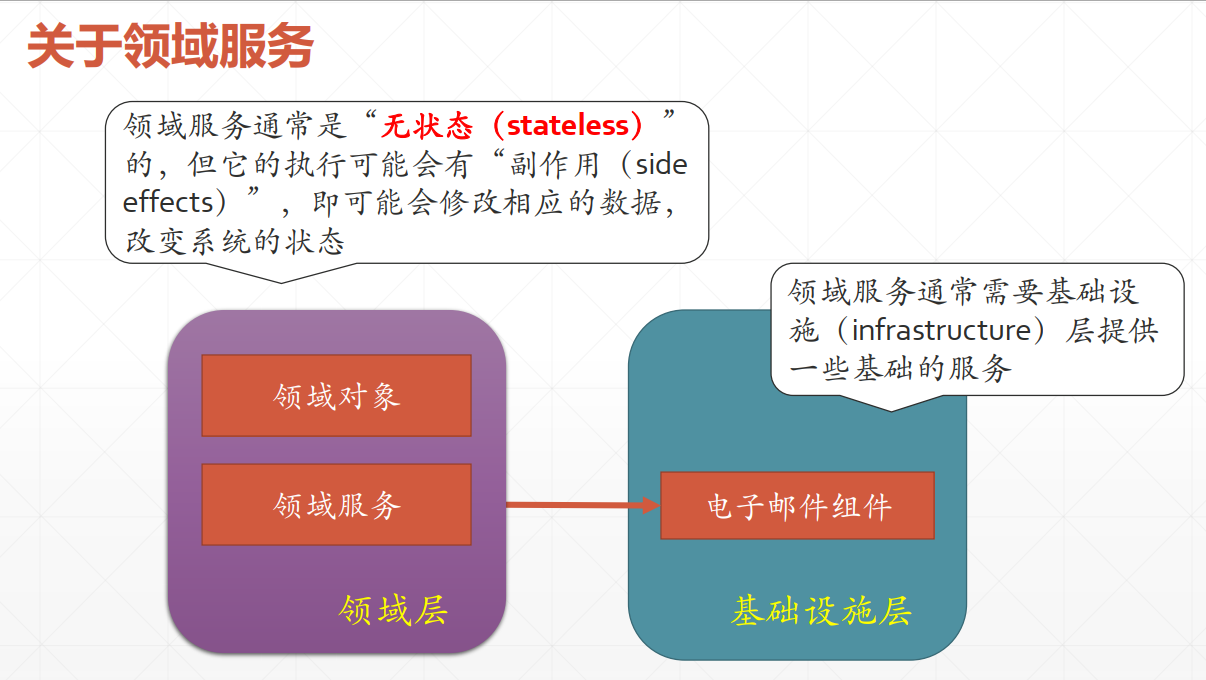 关于领域服务
领域服务通常是“无状态（stateless）”
的，但它的执行可能会有“副作用（side
effects）”，即可能会修改相应的数据，
改变系统的状态
领域服务通常需要基础设
施（infrastructure）层提供
一些基础的服务
领域对象
领域服务
电子邮件组件
领域层
基础设施层